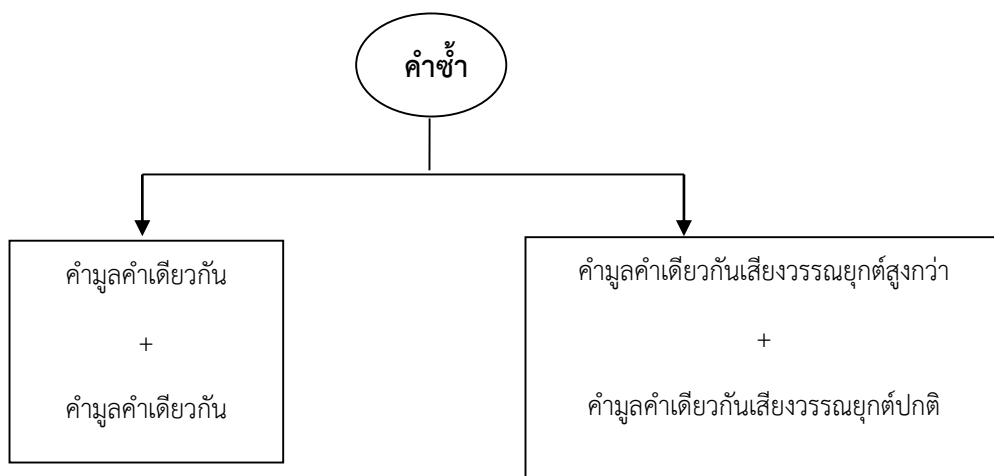 คำซ้ำ
คำมูลคำเดียวกัน
+
คำมูลคำเดียวกัน
คำมูลคำเดียวกันเสียงวรรณยุกต์สูงกว่า
+
คำมูลคำเดียวกันเสียงวรรณยุกต์ปกติ